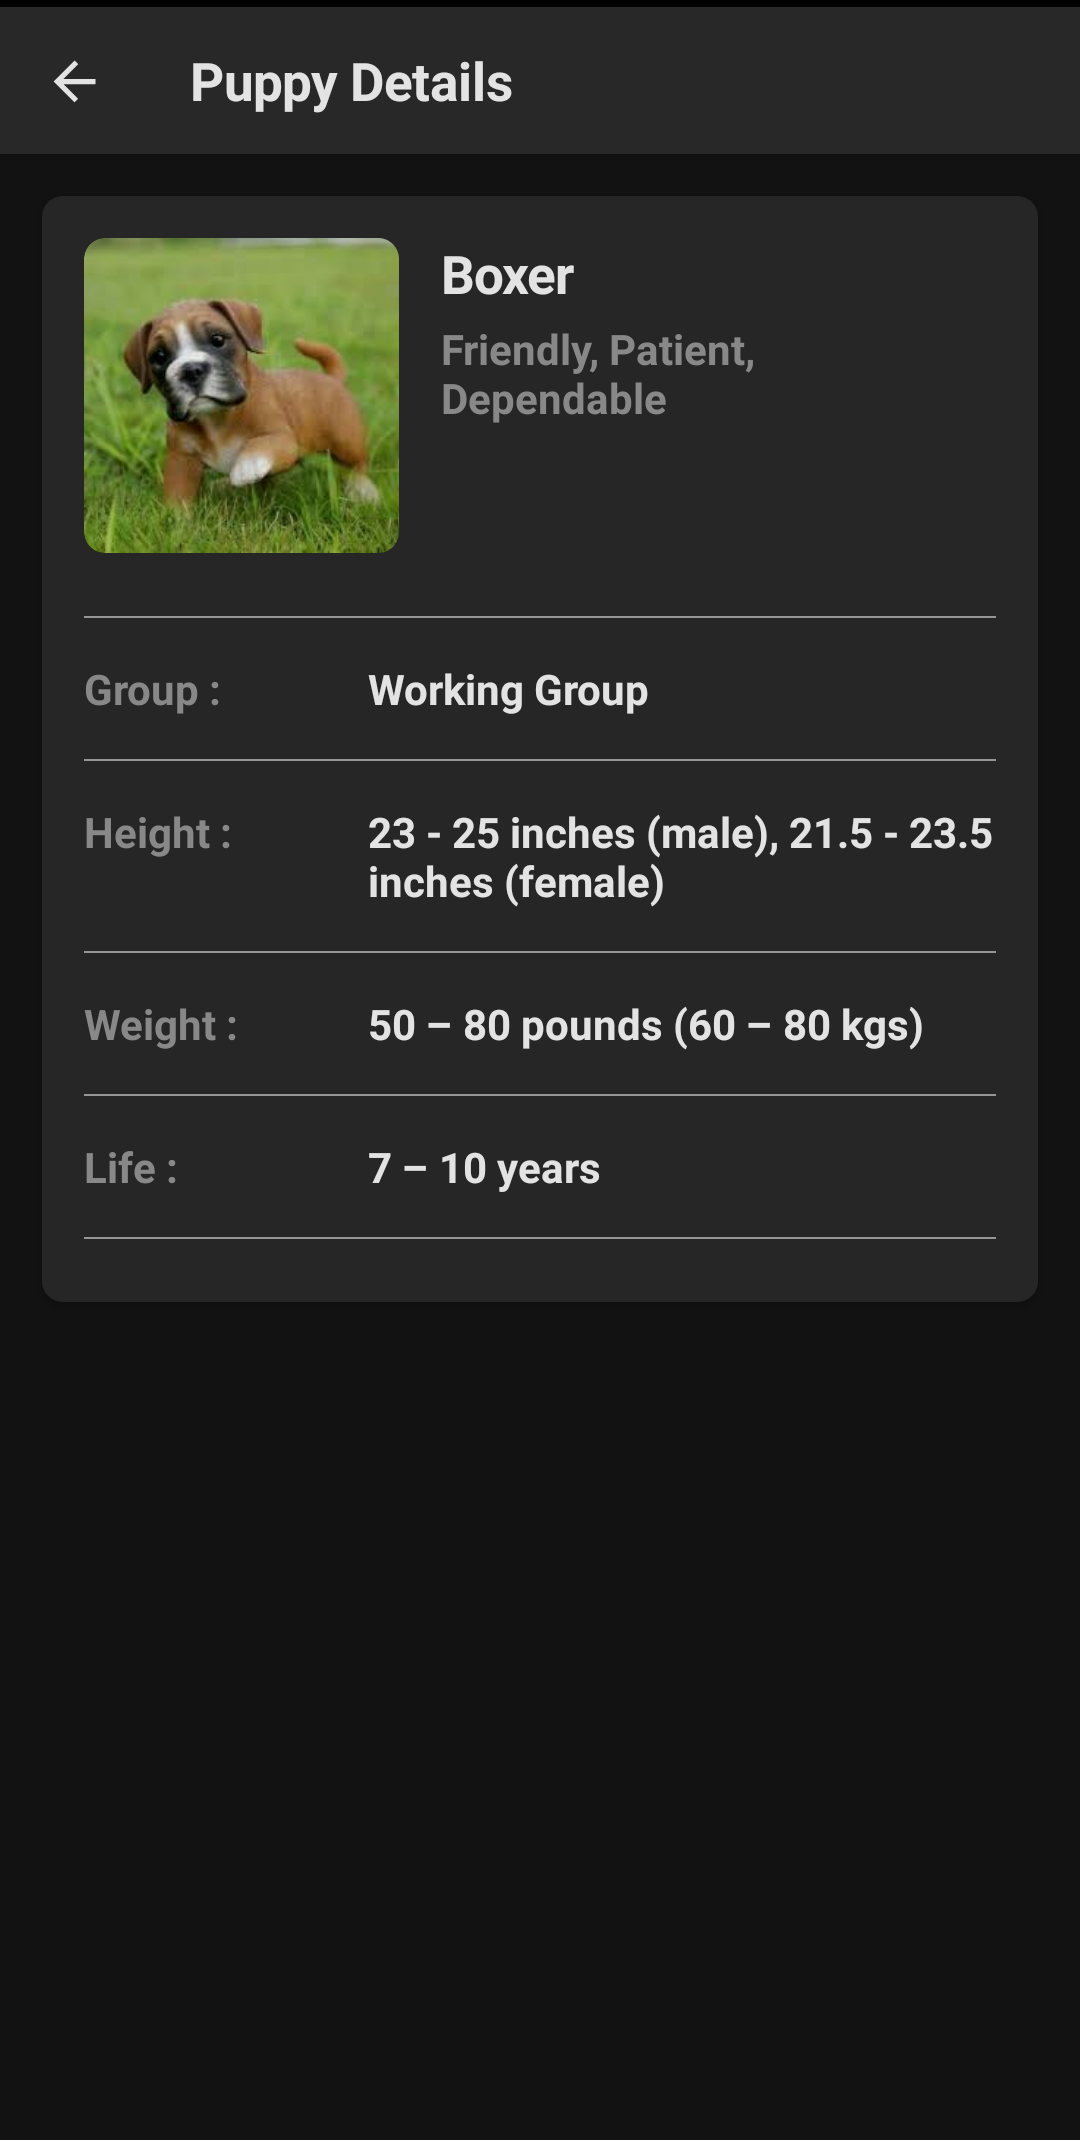 Puppy Details
Boxer
Friendly, Patient,
Dependable
Group :
Working Group
Height :
23 - 25 inches (male), 21.5 - 23.5
inches (female)
Weight :
50 – 80 pounds (60 – 80 kgs)
Life :
7 – 10 years